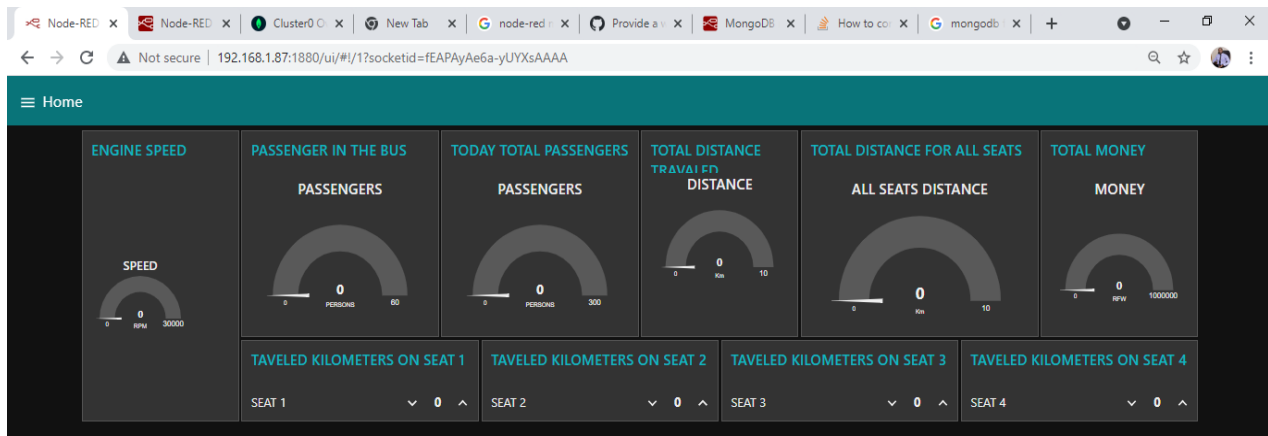 Node-RED
Node-RED
Cluster0 O
New Tab
node-red n
Provide a v
MongoDB
How to cor
mongodb
Not secure | 192.168.1.87:1880/ui/#!/1?socketid=fEAPAyAe6a-yUYXsAAAA
Home
ENGINE SPEED
SPEED
0
RPM
0 30000
PASSENGER IN THE BUS
PASSENGERS
0
PERSONS
0 60
TODAY TOTAL PASSENGERS
PASSENGERS
0
PERSONS
0 300
TOTAL DISTANCE
TRAVALED
DISTANCE
0
Km
0 10
TOTAL DISTANCE FOR ALL SEATS
ALL SEATS DISTANCE
0
Km
0 10
TOTAL MONEY
MONEY
0
RFW
0 1000000
TAVELED KILOMETERS ON SEAT 1
SEAT 1 0
TAVELED KILOMETERS ON SEAT 2
SEAT 2 0
TAVELED KILOMETERS ON SEAT 3
SEAT 3 0
TAVELED KILOMETERS ON SEAT 4
SEAT 4 0